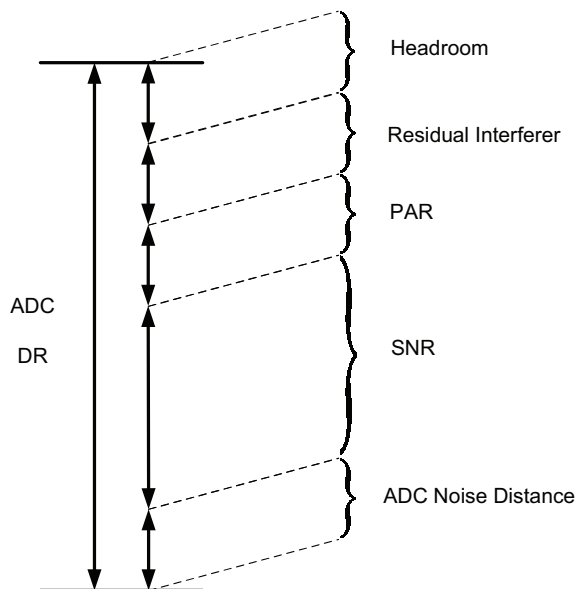 Headroom
Residual Interferer
PAR
ADC
DR
SNR
ADC Noise Distance